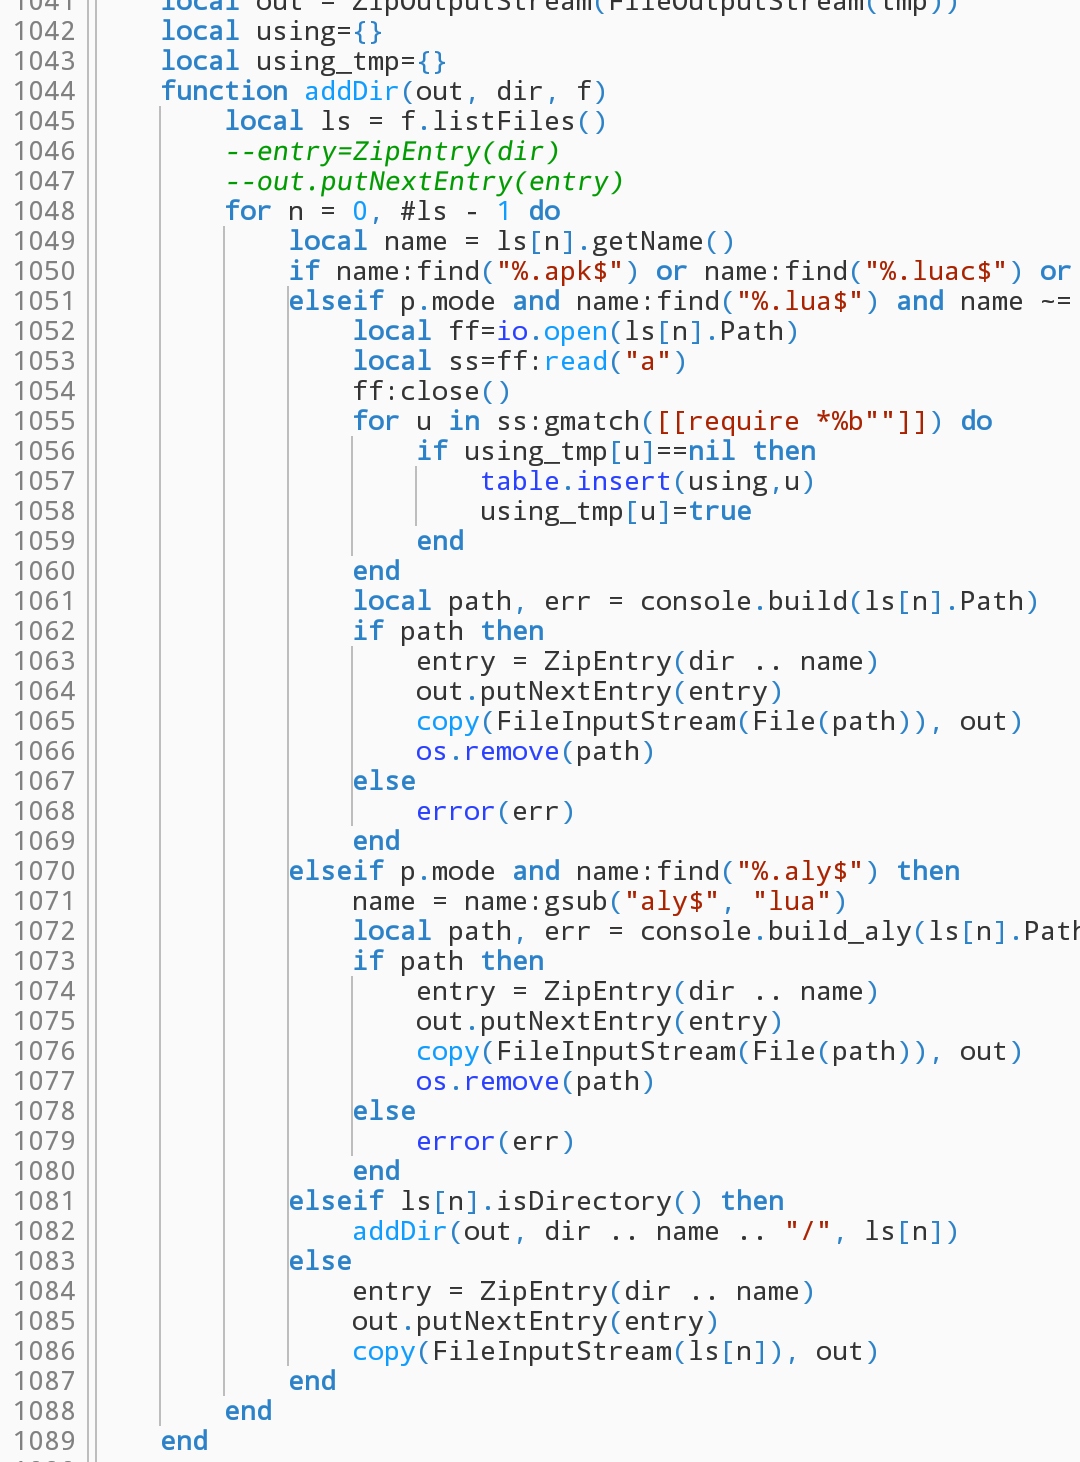 1041 local out = ZipOutputStream(FileOutputStream(tmp))
1042 local using={}
1043 local using_tmp={}
1044 function addDir(out, dir, f)
1045 local ls = f.listFiles()
1046 --entry=ZipEntry(dir)
1047 --out.putNextEntry(entry)
1048 for n = 0, #ls - 1 do
1049 local name = ls[n].getName()
1050 if name:find("%.apk$") or name:find("%.luac$") or
1051 elseif p.mode and name:find("%.lua$") and name ~=
1052 local ff=io.open(ls[n].Path)
1053 local ss=ff:read("a")
1054 ff:close()
1055 for u in ss:gmatch([[require *%b""]]) do
1056 if using_tmp[u]==nil then
1057 table.insert(using,u)
1058 using_tmp[u]=true
1059 end
1060 end
1061 local path, err = console.build(ls[n].Path)
1062 if path then
1063 entry = ZipEntry(dir .. name)
1064 out.putNextEntry(entry)
1065 copy(FileInputStream(File(path)), out)
1066 os.remove(path)
1067 else
1068 error(err)
1069 end
1070 elseif p.mode and name:find("%.aly$") then
1071 name = name:gsub("aly$", "lua")
1072 local path, err = console.build_aly(ls[n].Path
1073 if path then
1074 entry = ZipEntry(dir .. name)
1075 out.putNextEntry(entry)
1076 copy(FileInputStream(File(path)), out)
1077 os.remove(path)
1078 else
1079 error(err)
1080 end
1081 elseif ls[n].isDirectory() then
1082 addDir(out, dir .. name .. "/", ls[n])
1083 else
1084 entry = ZipEntry(dir .. name)
1085 out.putNextEntry(entry)
1086 copy(FileInputStream(ls[n]), out)
1087 end
1088 end
1089 end